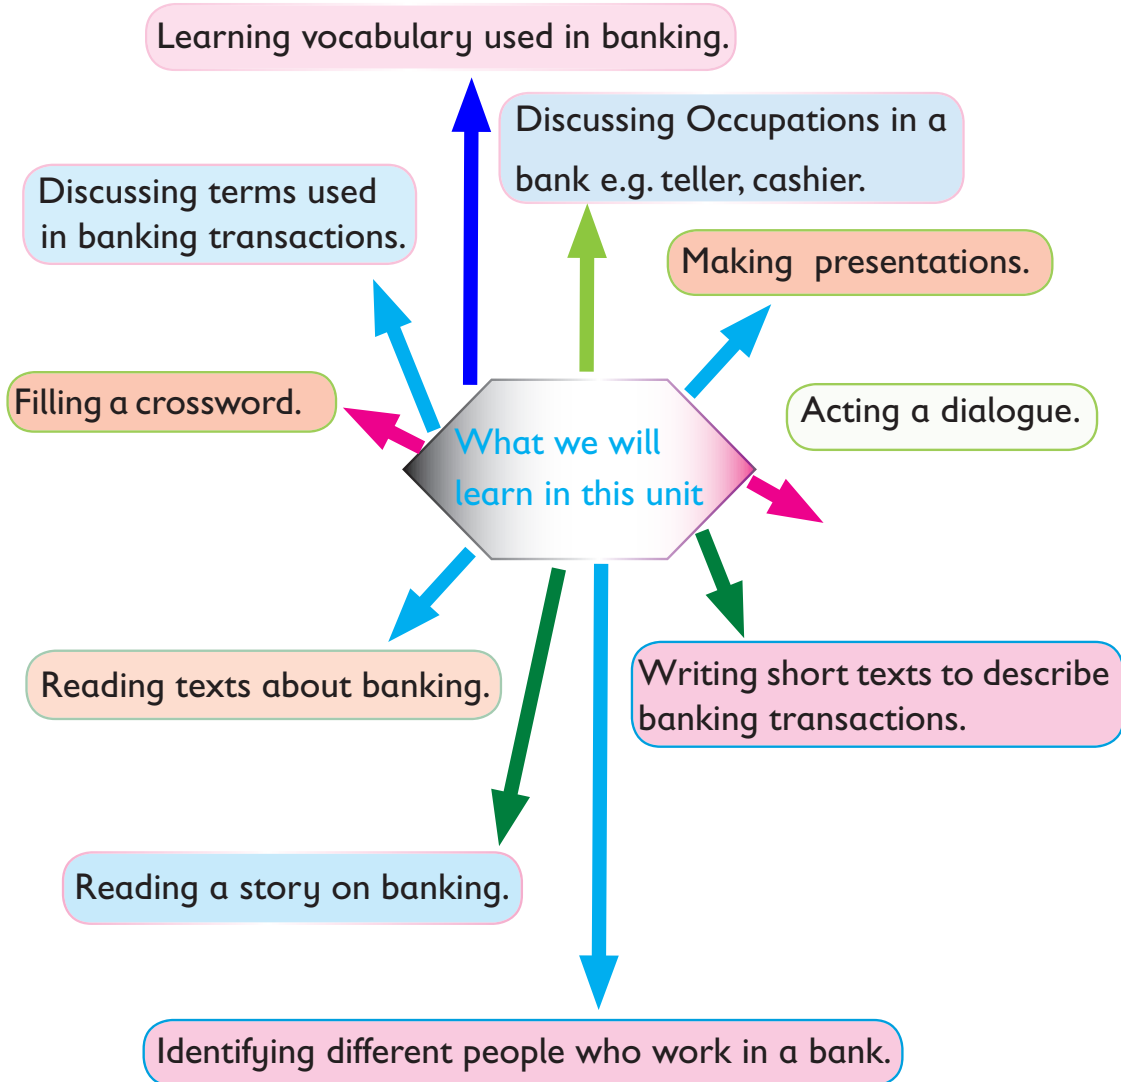 Learning vocabulary used in banking.
Discussing Occupations in a
bank e.g. teller, cashier.
Discussing terms used
in banking transactions.
Making presentations.
Filling a crossword.
Acting a dialogue.
What we will
learn in this unit
Reading texts about banking.
Writing short texts to describe
banking transactions.
Reading a story on banking.
Identifying different people who work in a bank.